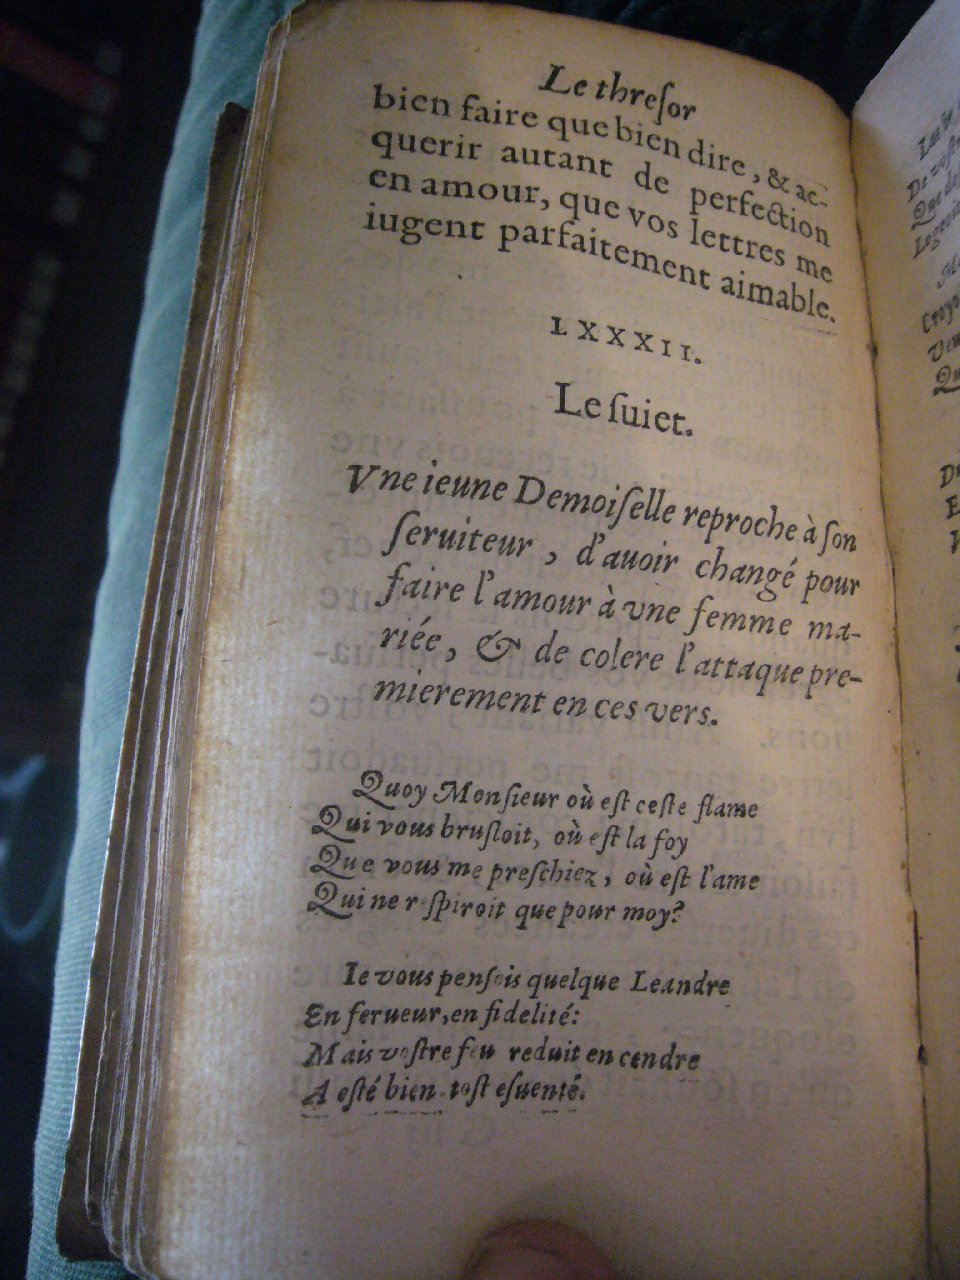 Le threſor
bien faire que bien dire, & ac-
querir autant de perfection
en amour, que vos lettres me
iugent parfaitement aimable.
LXXXII.
Le ſuiet.
Vne ieune Demoiſelle reproche à ſon
ſeruiteur, d'auoir changé pour
faire l'amour à vne femme ma-
riée, & de colere l'attaque pre-
mierement en ces vers.
Quoy Monſieur où eſt ceſte flame
Qui vous bruſloit, où eſt la foy
Que vous me preſchiez, où eſt l'ame
Qui ne r ſpiroit que pour moy?
Ie vous penſois quelque Leandre
En ferueur, en fidelité:
Mais voſtre feu reduit en cendre
A eſté bien toſt eſuenté.